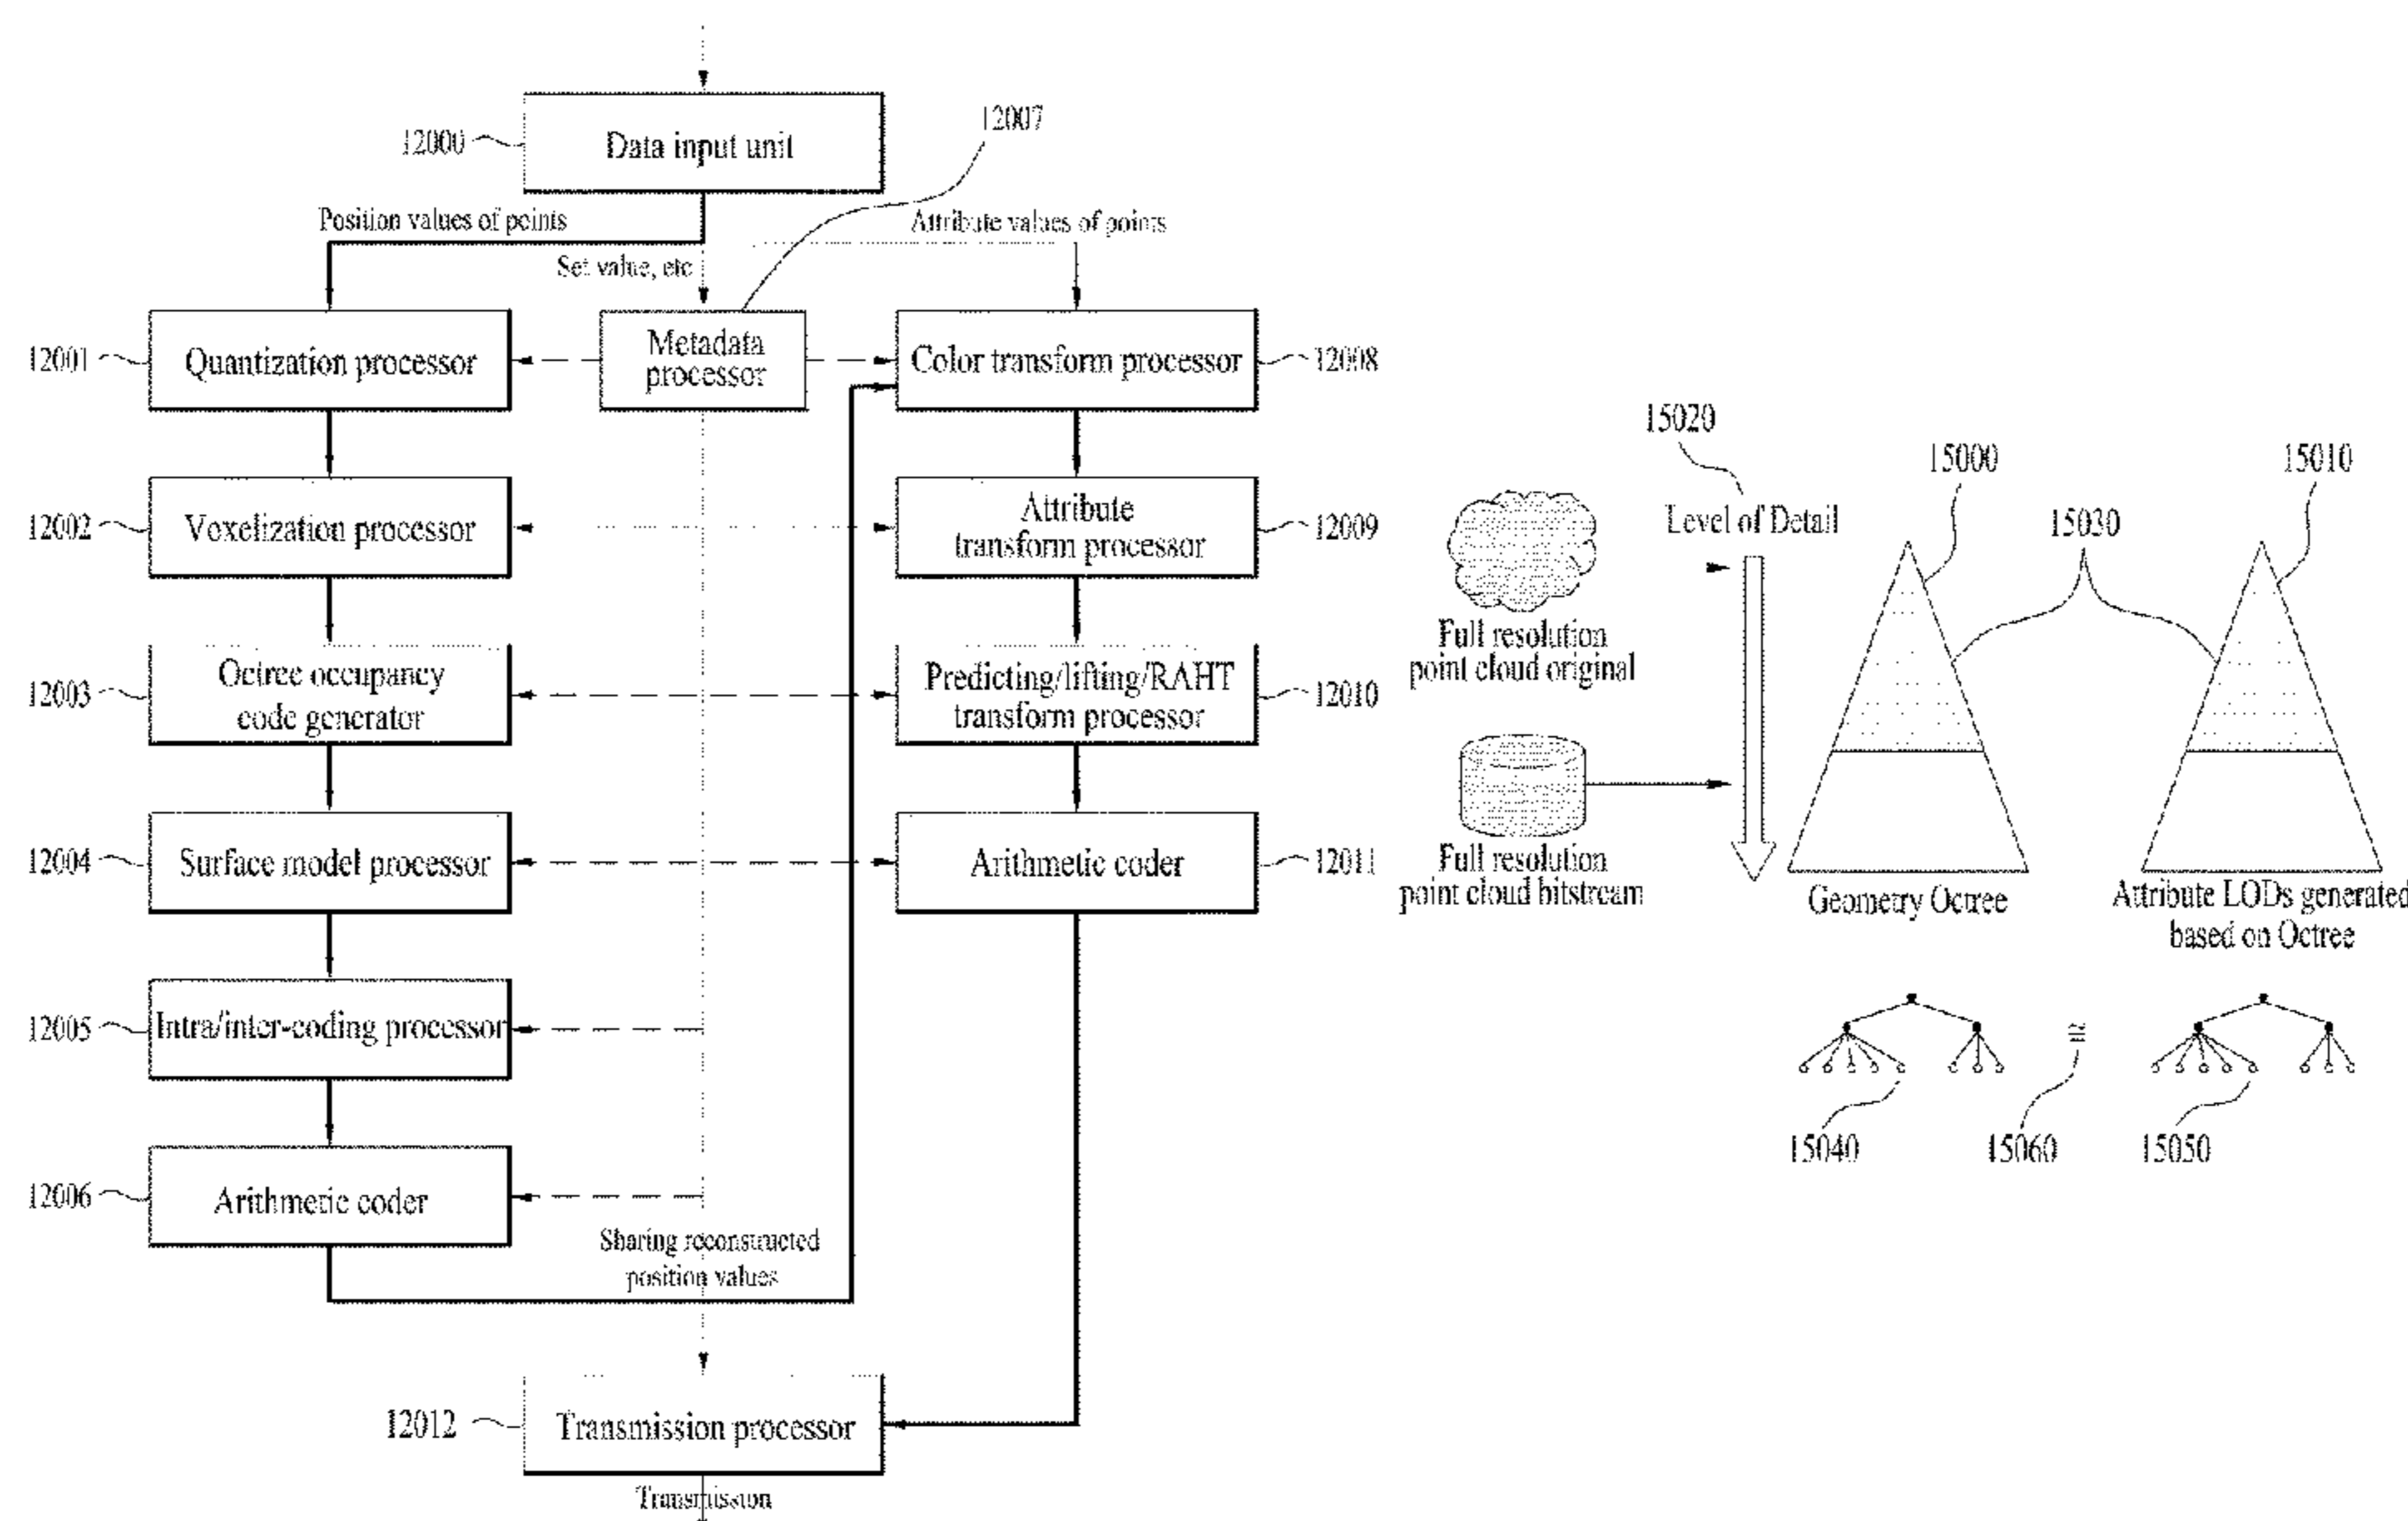 12000
Data input unit
12007
Position values of points
Attribute values of points
Set value, etc
12001
Quantization processor
Metadata
processor
Color transform processor
12008
12002
Voxelization processor
Attribute
transform processor
12009
12003
Octree occupancy
code generator
Predicting/lifting/RAHT
transform processor
12010
12004
Surface model processor
Arithmetic coder
12011
12005
Intra/inter-coding processor
12006
Arithmetic coder
Sharing reconstructed
position values
12012
Transmission processor
Transmission
15020
15000
15010
Level of Detail
15030
Full resolution
point cloud original
Full resolution
point cloud bitstream
Geometry Octree
Attribute LODs generated
based on Octree
15040
15060
15050